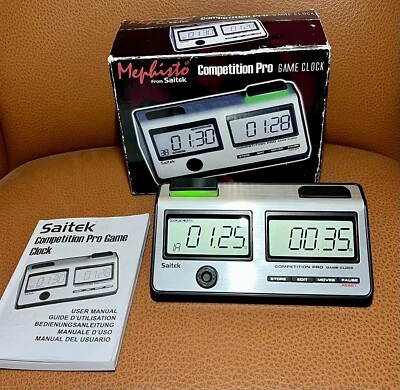 Mephisto
From Saitek
Competition Pro GAME CLOCK
01:30
01:28
Saitek
Saitek
Competition Pro Game
Clock
USER MANUAL
GUIDE D'UTILISATION
BEDIENUNGSANLEITUNG
MANUALE D'USO
MANUAL DEL USUARIO
1A 01.25
00.35
Saitek
COMPETITION PRO GAME CLOCK
STORE EDIT MOVES PAUSE
RESET